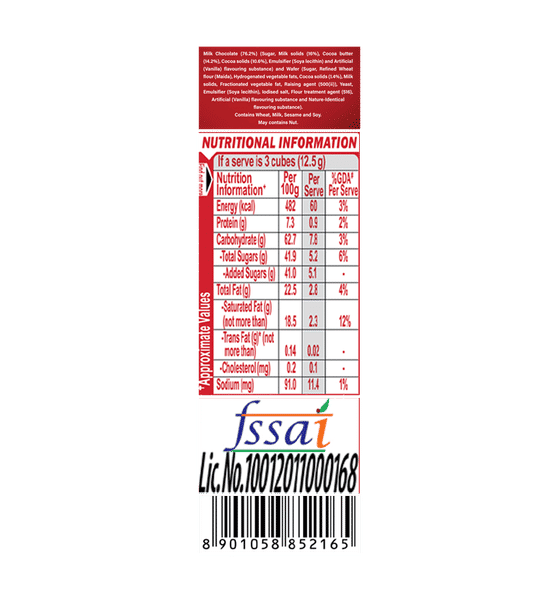 Milk Chocolate (76.2%) (Sugar, Milk solids (15%), Cocoa butter
(14.2%), Cocoa solids (10.6%), Emulsifier (Soya lecithin) and Artificial
(Vanilla) flavouring substance) and Wafer (Sugar, Refined Wheat
flour (Maida), Hydrogenated vegetable fats, Cocoa solids (1.4%), Milk
solids, Fractionated vegetable fat, Raising agent (500(ii)), Yeast,
Emulsifier (Soya lecithin), Iodised salt, Flour treatment agent (516),
Artificial (Vanilla) flavouring substance and Nature-Identical
flavouring substance).
Contains Wheat, Milk, Sesame and Soy.
May contains Nut.
NUTRITIONAL INFORMATION
If a serve is 3 cubes (12.5 g)
Nutrition Information* Per 100g Per Serve %GDA# Per Serve
Energy (kcal) 482 60 3%
Protein (g) 7.3 0.9 2%
Carbohydrate (g) 62.7 7.8 3%
-Total Sugars (g) 41.9 5.2 6%
-Added Sugars (g) 41.0 5.1 -
Total Fat (g) 22.5 2.8 4%
-Saturated Fat (g)
(not more than) 18.5 2.3 12%
-Trans Fat (g)* (not
more than) 0.14 0.02 -
-Cholesterol (mg) 0.2 0.1 -
Sodium (mg) 91.0 11.4 1%
*Approximate Values
fssai
Lic.No.10012011000168
8 901058 852165